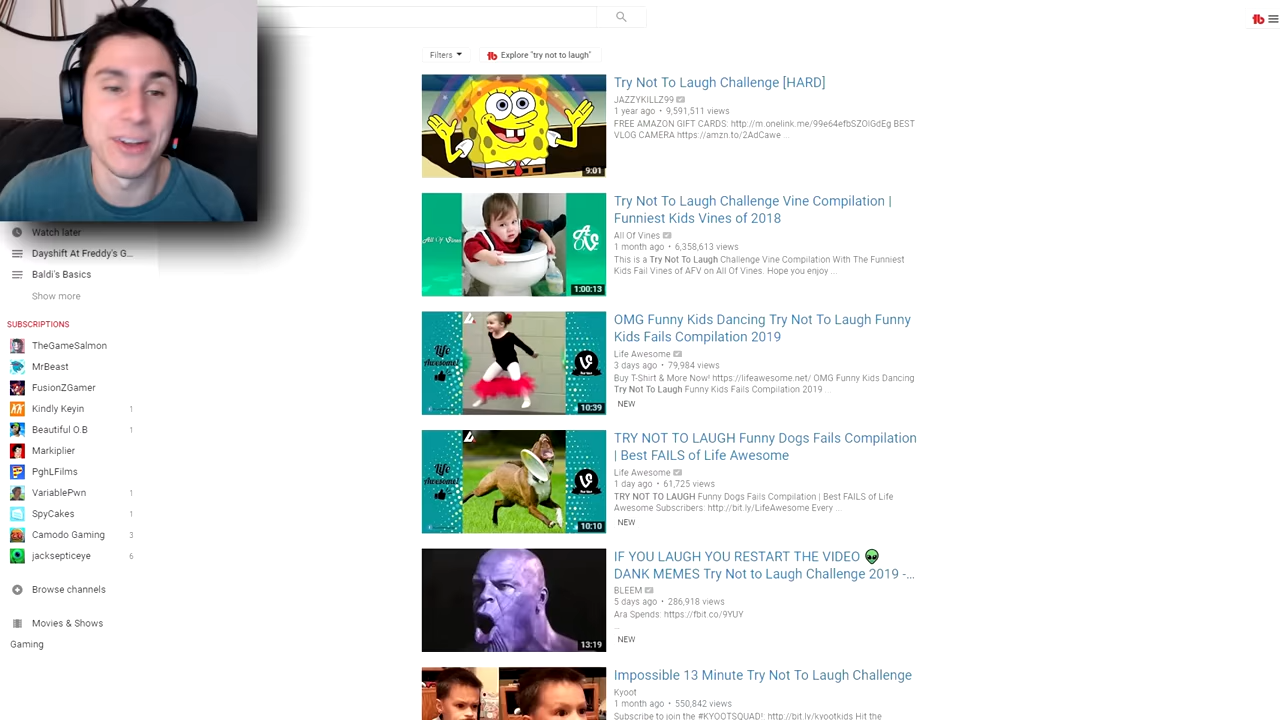 Filters
Explore "try not to laugh"
Try Not To Laugh Challenge [HARD]
JAZZYKILLZ99
1 year ago • 9,591,511 views
FREE AMAZON GIFT CARDS: http://m.onelink.me/99e64efbSZOIGdEg BEST
VLOG CAMERA https://amzn.to/2AdCawe ...
9:01
Try Not To Laugh Challenge Vine Compilation |
Funniest Kids Vines of 2018
All Of Vines
1 month ago • 6,358,613 views
This is a Try Not To Laugh Challenge Vine Compilation With The Funniest
Kids Fail Vines of AFV on All Of Vines. Hope you enjoy ...
All Of Vines
1:00:13
OMG Funny Kids Dancing Try Not To Laugh Funny
Kids Fails Compilation 2019
Life Awesome
3 days ago • 79,984 views
Buy T-Shirt & More Now! https://lifeawesome.net/ OMG Funny Kids Dancing
Try Not To Laugh Funny Kids Fails Compilation 2019 ...
NEW
Life
Awesome!
10:39
TRY NOT TO LAUGH Funny Dogs Fails Compilation
| Best FAILS of Life Awesome
Life Awesome
1 day ago • 61,725 views
TRY NOT TO LAUGH Funny Dogs Fails Compilation | Best FAILS of Life
Awesome Subscribers: http://bit.ly/LifeAwesome Every ...
NEW
Life
Awesome!
10:10
IF YOU LAUGH YOU RESTART THE VIDEO 👽
DANK MEMES Try Not to Laugh Challenge 2019 -...
BLEEM
5 days ago • 286,918 views
Ara Spends: https://fbit.co/9YUY
...
NEW
13:19
Impossible 13 Minute Try Not To Laugh Challenge
Kyoot
1 month ago • 550,842 views
Subscribe to join the #KYOOTSQUAD!: http://bit.ly/kyootkids Hit the
Watch later
Dayshift At Freddy's G...
Baldi's Basics
Show more
SUBSCRIPTIONS
TheGameSalmon
MrBeast
FusionZGamer
Kindly Keyin 1
Beautiful O.B 1
Markiplier
PghLFilms
VariablePwn 1
SpyCakes 1
Camodo Gaming 3
jacksepticeye 6
Browse channels
Movies & Shows
Gaming